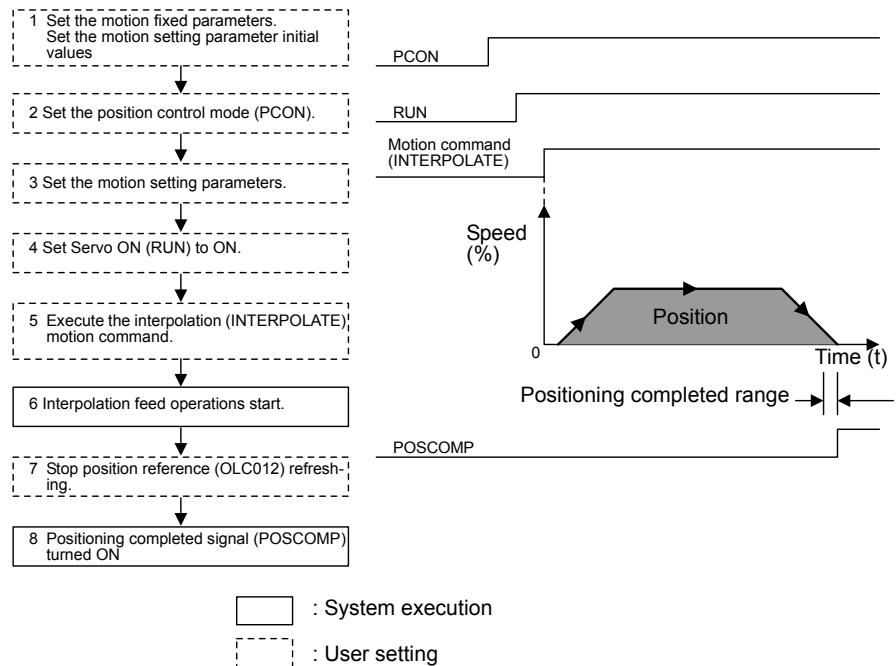 1 Set the motion fixed parameters.
Set the motion setting parameter initial
values
2 Set the position control mode (PCON).
3 Set the motion setting parameters.
4 Set Servo ON (RUN) to ON.
5 Execute the interpolation (INTERPOLATE)
motion command.
6 Interpolation feed operations start.
7 Stop position reference (OLC012) refresh-
ing.
8 Positioning completed signal (POSCOMP)
turned ON
PCON
RUN
Motion command
(INTERPOLATE)
Speed
(%)
Position
0
Time (t)
Positioning completed range
POSCOMP
: System execution
: User setting